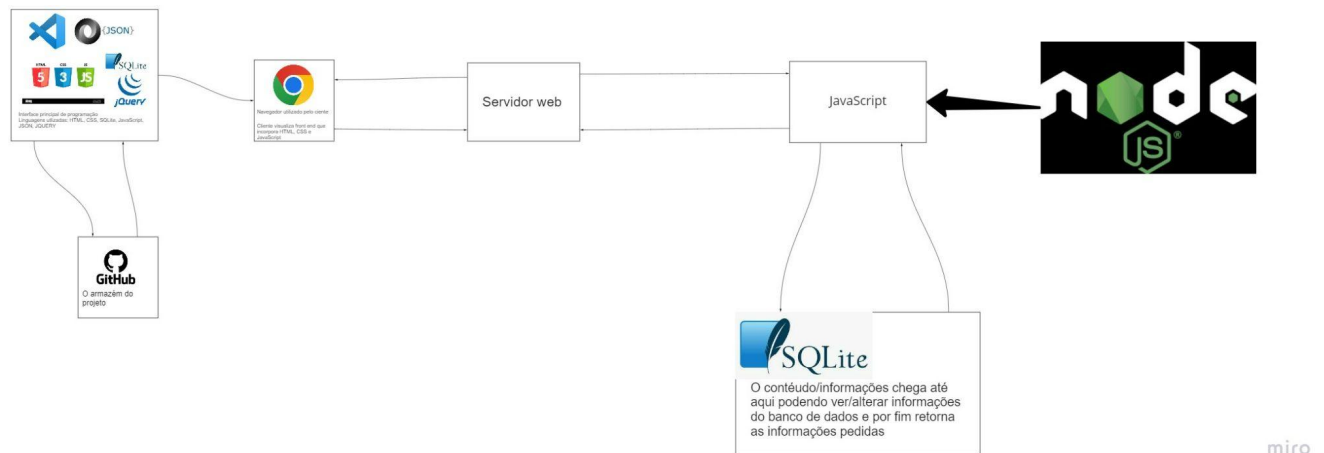 {JSON}
HTML
CSS
JS
5
3
JS
SQLite
jQuery
Interface principal de programação
Linguagens utilizadas: HTML, CSS, SQLite, JavaScript,
JSON, JQUERY
Navegador utilizado pelo cliente
Cliente visualiza front end que
incorpora HTML, CSS e
JavaScript
Servidor web
JavaScript
node
JS
®
GitHub
O armazém do
projeto
SQLite
O contéudo/informações chega até
aqui podendo ver/alterar informações
do banco de dados e por fim retorna
as informações pedidas
miro